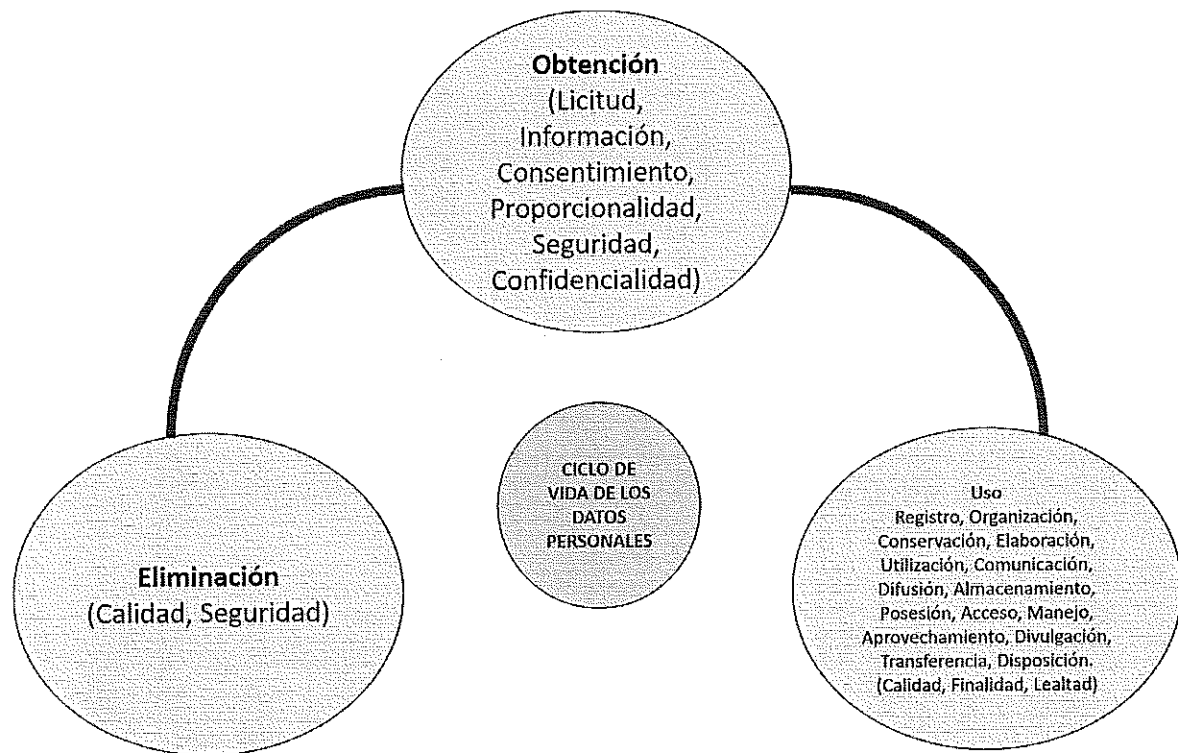 Obtención
(Licitud,
Información,
Consentimiento,
Proporcionalidad,
Seguridad,
Confidencialidad)
CICLO DE
VIDA DE LOS
DATOS
PERSONALES
Eliminación
(Calidad, Seguridad)
Uso
Registro, Organización,
Conservación, Elaboración,
Utilización, Comunicación,
Difusión, Almacenamiento,
Posesión, Acceso, Manejo,
Aprovechamiento, Divulgación,
Transferencia, Disposición.
(Calidad, Finalidad, Lealtad)